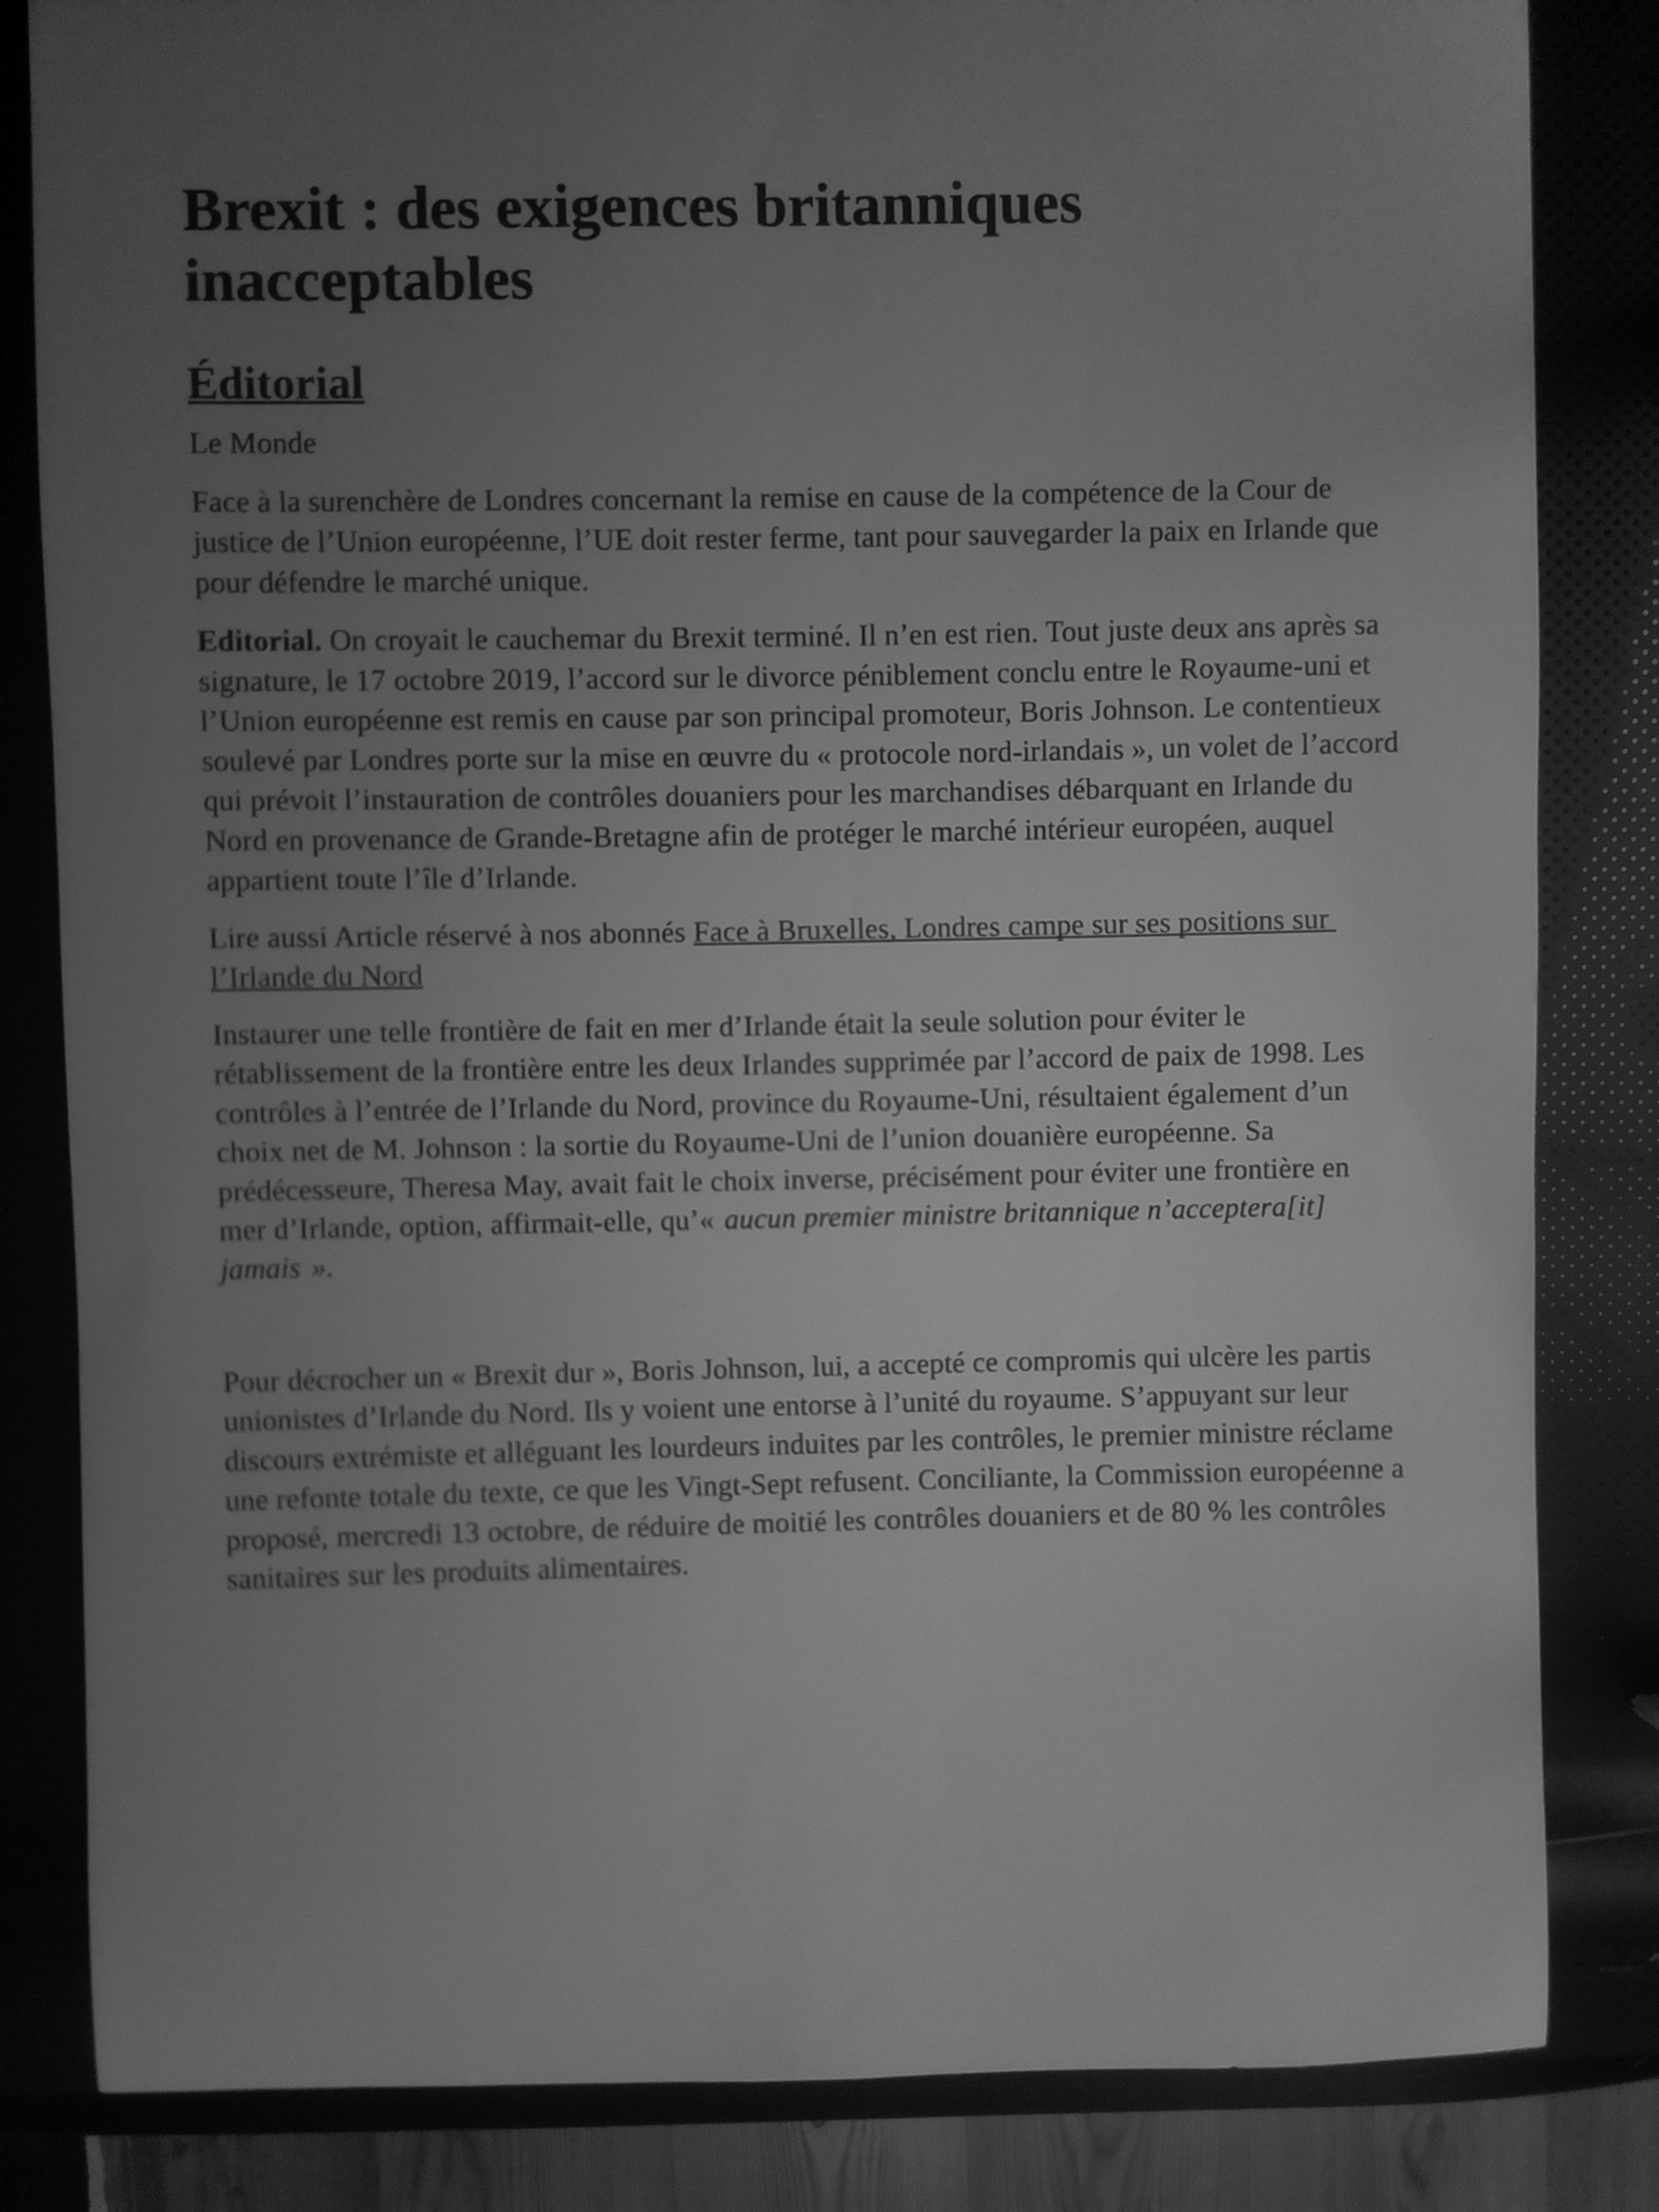 Brexit : des exigences britanniques
inacceptables
Éditorial
Le Monde
Face à la surenchère de Londres concernant la remise en cause de la compétence de la Cour de
justice de l’Union européenne, l’UE doit rester ferme, tant pour sauvegarder la paix en Irlande que
pour défendre le marché unique.
Editorial. On croyait le cauchemar du Brexit terminé. Il n’en est rien. Tout juste deux ans après sa
signature, le 17 octobre 2019, l’accord sur le divorce péniblement conclu entre le Royaume-uni et
l’Union européenne est remis en cause par son principal promoteur, Boris Johnson. Le contentieux
soulevé par Londres porte sur la mise en œuvre du « protocole nord-irlandais », un volet de l’accord
qui prévoit l’instauration de contrôles douaniers pour les marchandises débarquant en Irlande du
Nord en provenance de Grande-Bretagne afin de protéger le marché intérieur européen, auquel
appartient toute l’île d’Irlande.
Lire aussi Article réservé à nos abonnés Face à Bruxelles, Londres campe sur ses positions sur
l’Irlande du Nord
Instaurer une telle frontière de fait en mer d’Irlande était la seule solution pour éviter le
rétablissement de la frontière entre les deux Irlandes supprimée par l’accord de paix de 1998. Les
contrôles à l’entrée de l’Irlande du Nord, province du Royaume-Uni, résultaient également d’un
choix net de M. Johnson : la sortie du Royaume-Uni de l’union douanière européenne. Sa
prédécesseure, Theresa May, avait fait le choix inverse, précisément pour éviter une frontière en
mer d’Irlande, option, affirmait-elle, qu’« aucun premier ministre britannique n’acceptera[it]
jamais ».
Pour décrocher un « Brexit dur », Boris Johnson, lui, a accepté ce compromis qui ulcère les partis
unionistes d’Irlande du Nord. Ils y voient une entorse à l’unité du royaume. S’appuyant sur leur
discours extrémiste et alléguant les lourdeurs induites par les contrôles, le premier ministre réclame
une refonte totale du texte, ce que les Vingt-Sept refusent. Conciliante, la Commission européenne a
proposé, mercredi 13 octobre, de réduire de moitié les contrôles douaniers et de 80 % les contrôles
sanitaires sur les produits alimentaires.